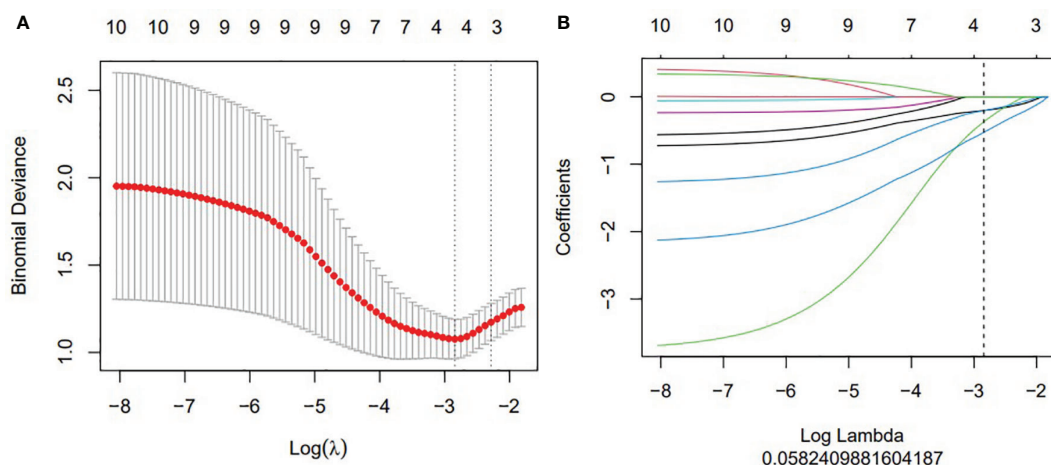 A
10 10 9 9 9 9 9 9 7 7 4 4 3
Binomial Deviance
2.5
2.0
1.5
1.0
−8 −7 −6 −5 −4 −3 −2
Log(λ)
B
10 10 9 9 7 4 3
Coefficients
0
−1
−2
−3
−8 −7 −6 −5 −4 −3 −2
Log Lambda
0.0582409881604187